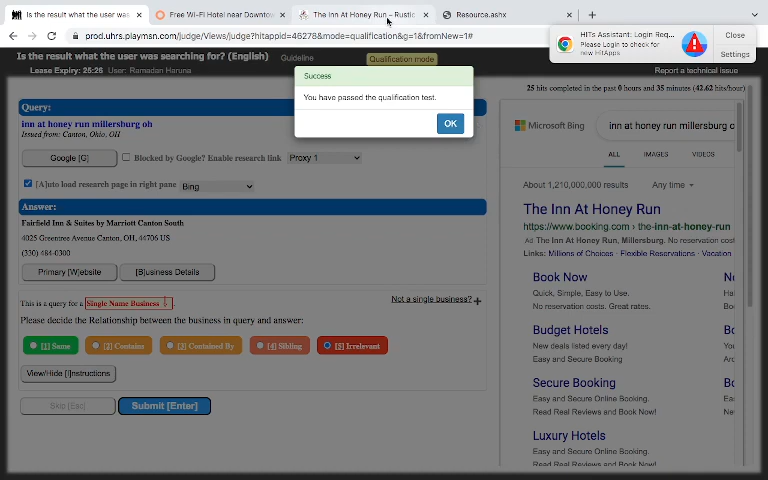 Is the result what the user was
Free Wi-Fi Hotel near Downtow
The Inn At Honey Run – Rustic
Resource.ashx
prod.uhrs.playmsn.com/judge/Views/judge?hitappid=46278&mode=qualification&g=1&fromNew=1#
HITs Assistant: Login Req...
Please Login to check for
new HitApps
Close
Settings
Is the result what the user was searching for? (English)
Guideline
Qualification mode
Lease Expiry: 25:26 User: Ramadan Haruna
Report a technical issue
Success
You have passed the qualification test.
OK
25 hits completed in the past 0 hours and 35 minutes (42.62 hits/hour)
Query:
inn at honey run millersburg oh
Issued from: Canton, Ohio, OH
Google [G]
Blocked by Google? Enable research link
Proxy 1
[A]uto load research page in right pane
Bing
Answer:
Fairfield Inn & Suites by Marriott Canton South
4025 Greentree Avenue Canton, OH, 44706 US
(330) 484-0300
Primary [W]ebsite
[B]usiness Details
This is a query for a Single Name Business
Not a single business?
Please decide the Relationship between the business in query and answer:
[1] Same
[2] Contains
[3] Contained By
[4] Sibling
[5] Irrelevant
View/Hide [I]nstructions
Skip [Esc]
Submit [Enter]
Microsoft Bing
inn at honey run millersburg o
ALL
IMAGES
VIDEOS
About 1,210,000,000 results
Any time
The Inn At Honey Run
https://www.booking.com › the-inn-at-honey-run
Ad The Inn At Honey Run, Millersburg. No reservation cost
Links: Millions of Choices · Flexible Reservations · Vacation
Book Now
Quick, Simple, Easy to Use.
No reservation costs. Great rates.
Budget Hotels
New deals listed every day!
Easy and Secure Booking
Secure Booking
Easy and Secure Online Booking.
Read Real Reviews and Book Now!
Luxury Hotels
Easy and Secure Online Booking.
Read Real Reviews and Book Now!